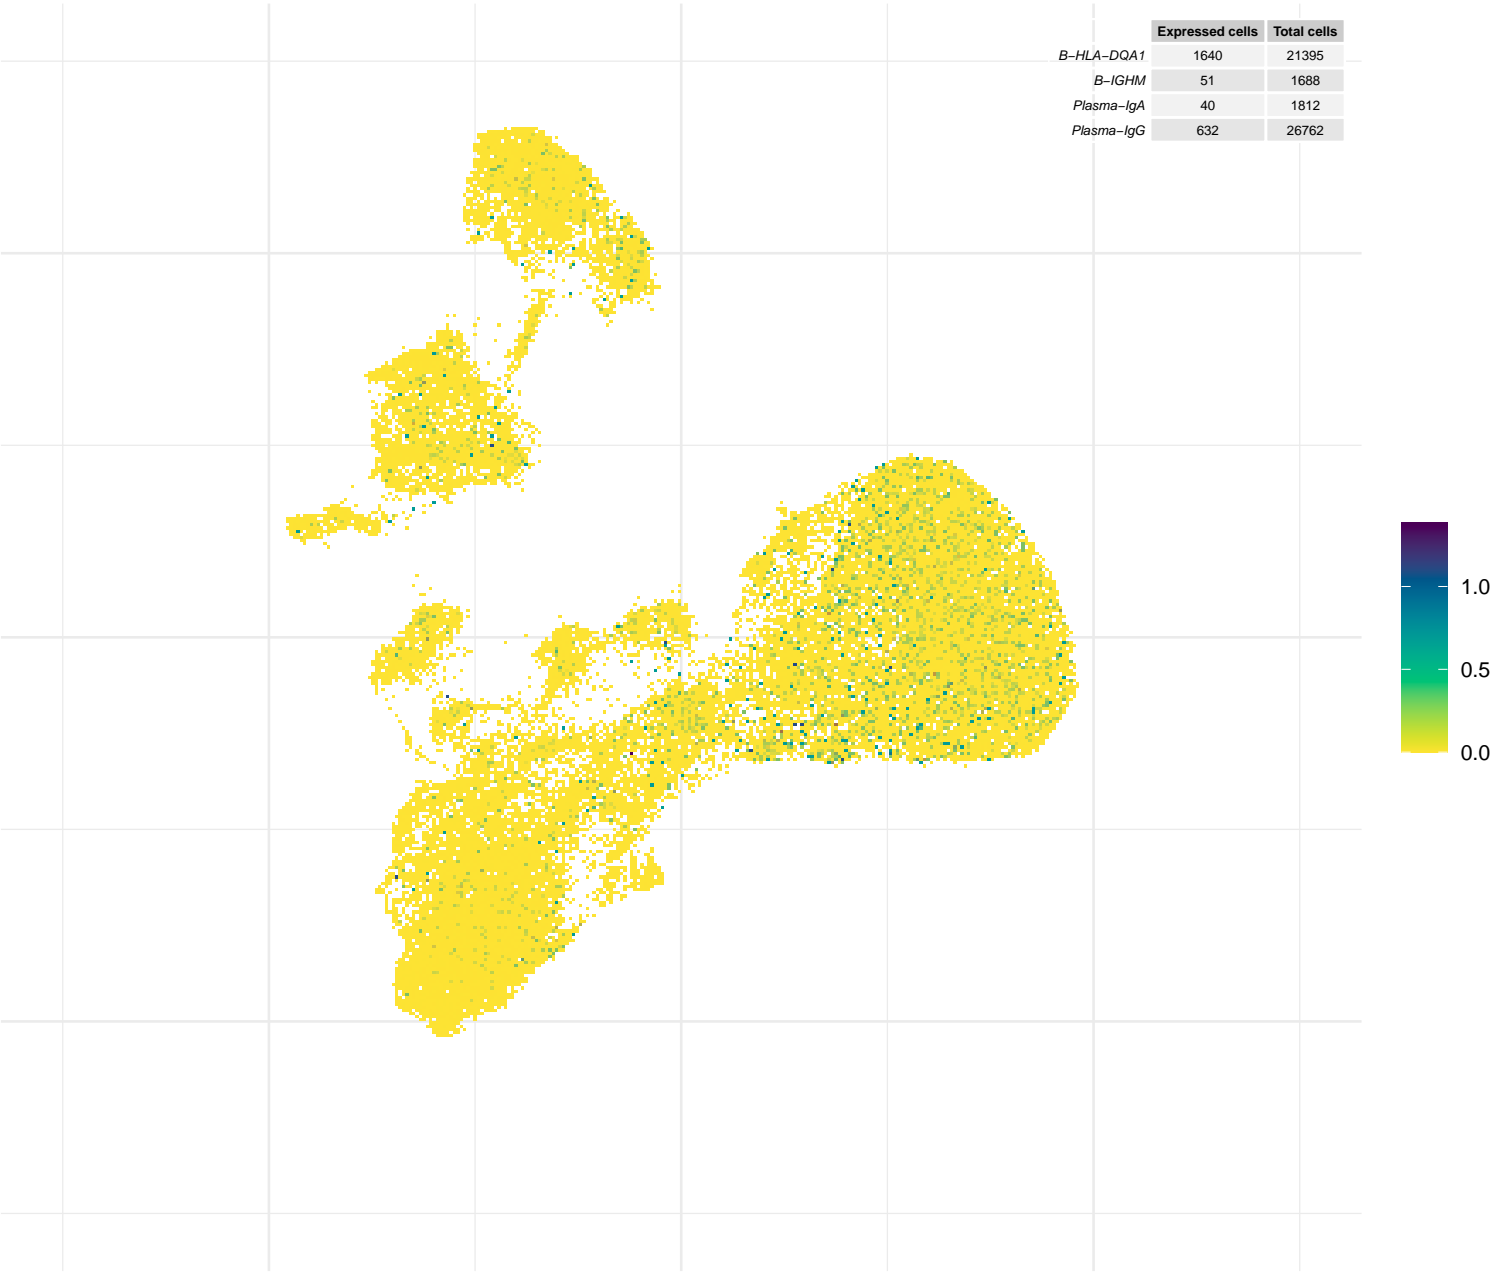 Expressed cells Total cells
B−HLA−DQA1 1640 21395
B−IGHM 51 1688
Plasma−IgA 40 1812
Plasma−IgG 632 26762
1.0
0.5
0.0